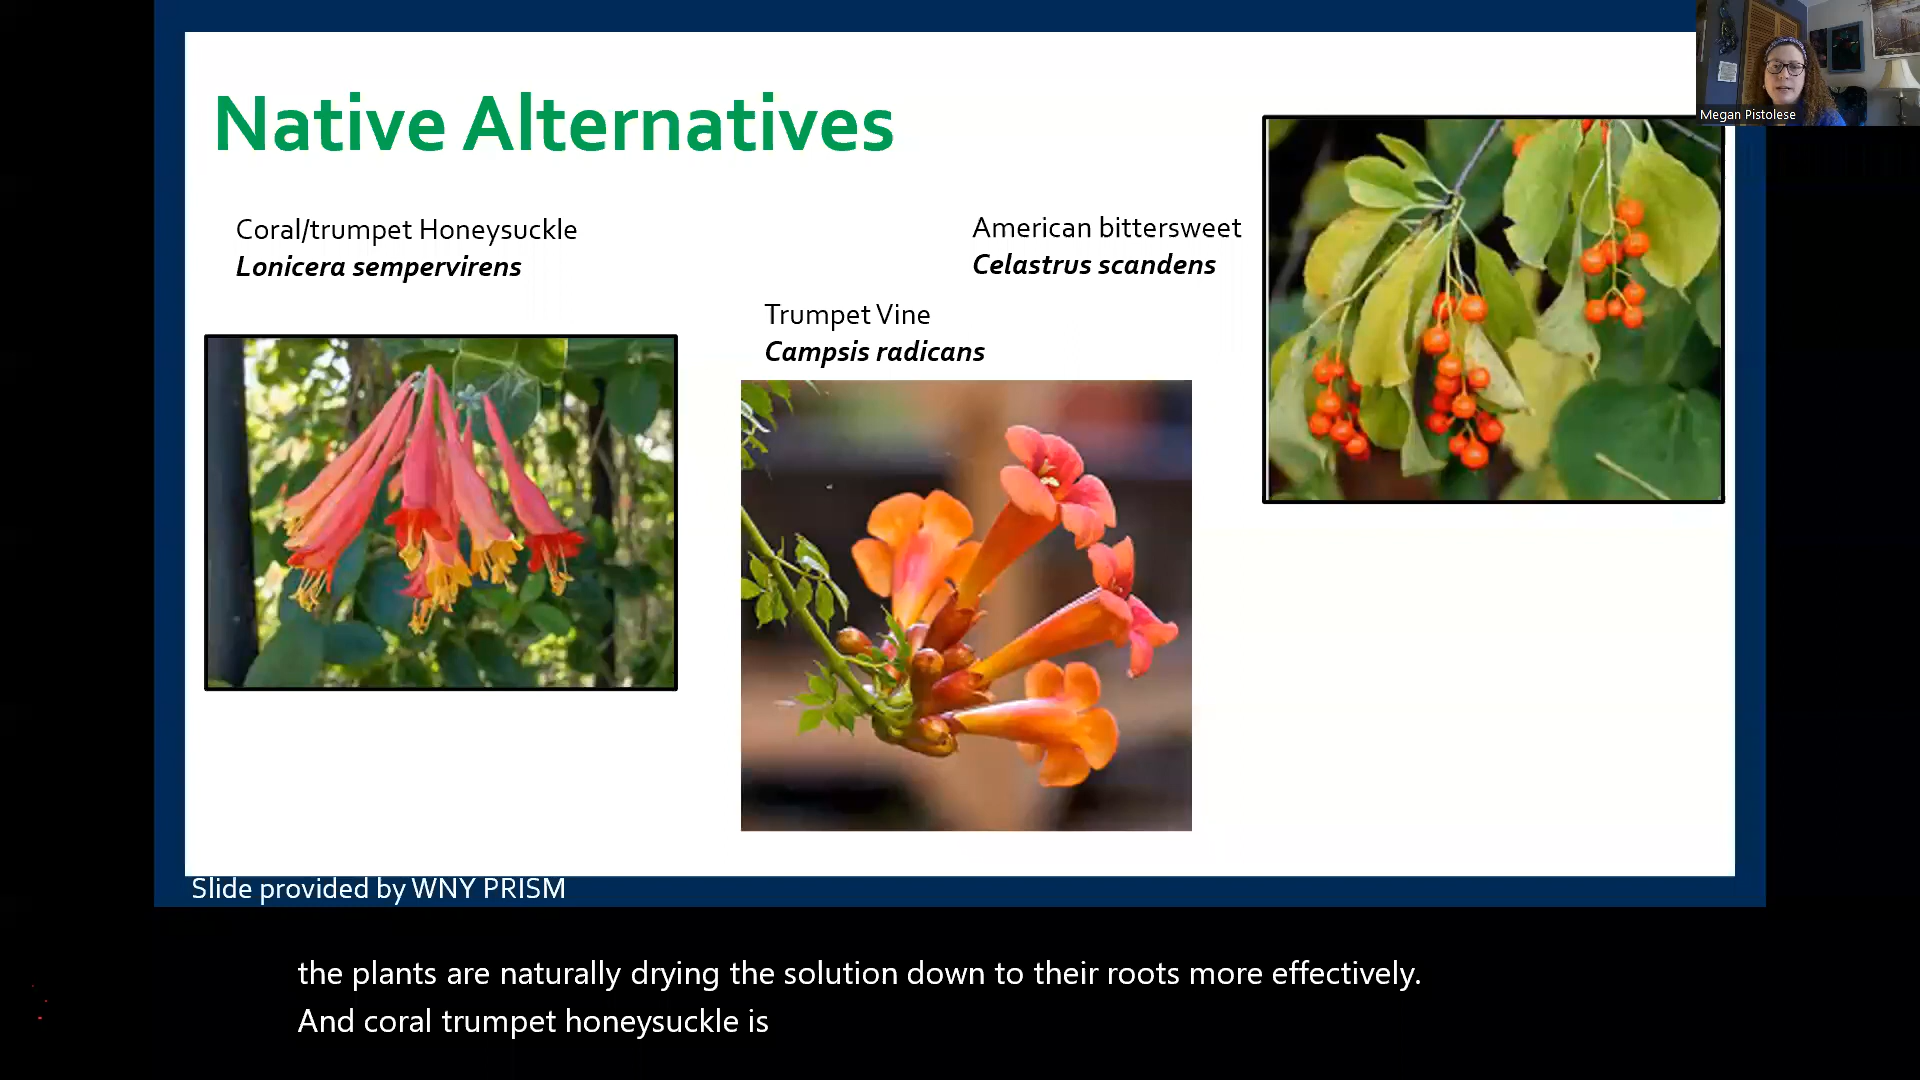 Native Alternatives
Megan Pistolese
Coral/trumpet Honeysuckle
Lonicera sempervirens
American bittersweet
Celastrus scandens
Trumpet Vine
Campsis radicans
Slide provided by WNY PRISM
the plants are naturally drying the solution down to their roots more effectively.
And coral trumpet honeysuckle is